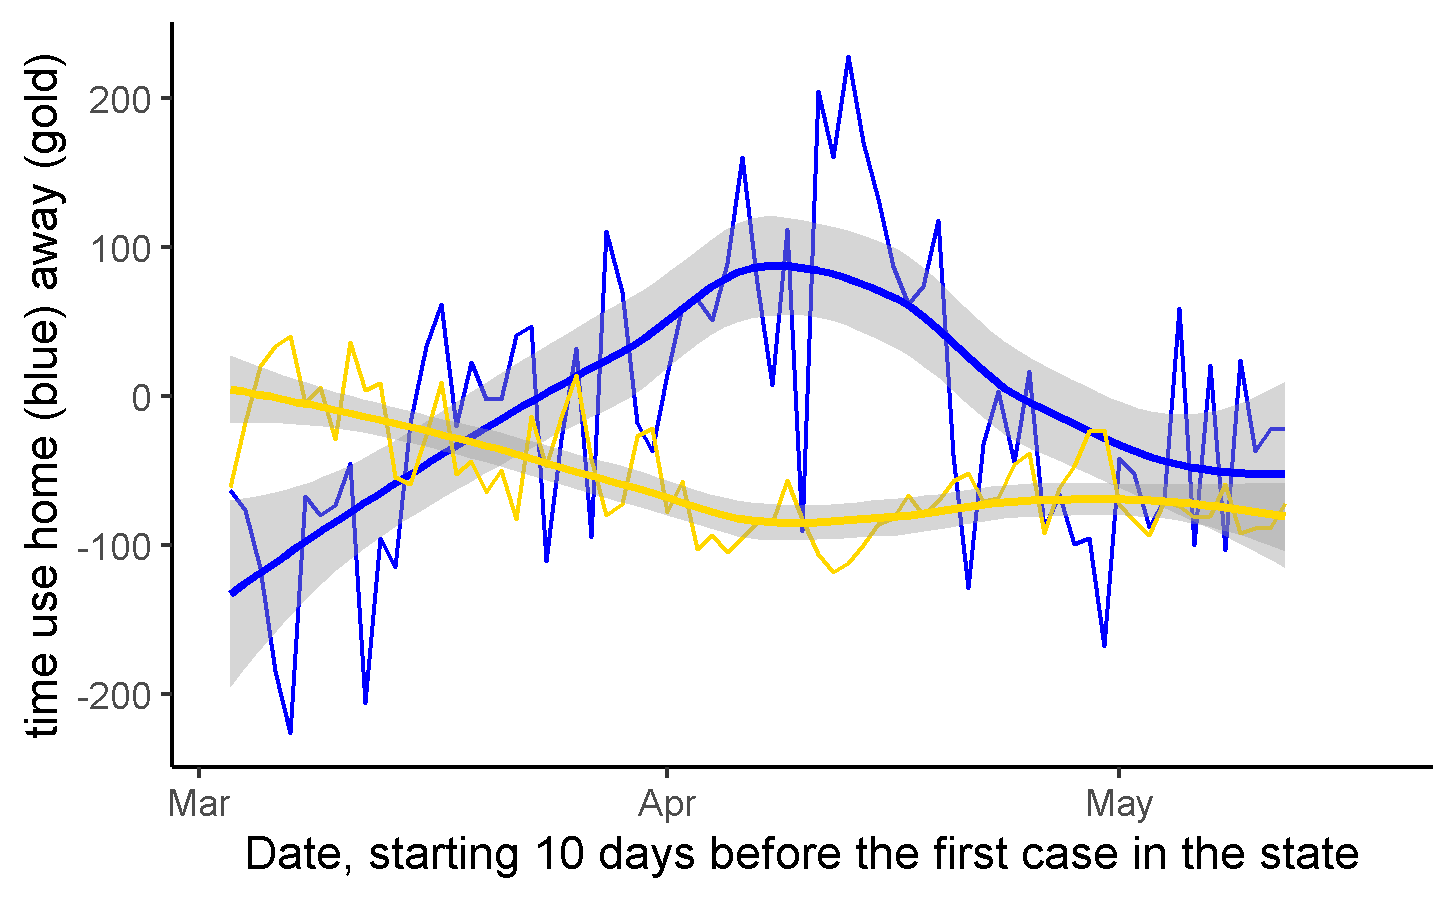 time use home (blue) away (gold)
200
100
0
-100
-200
Mar Apr May
Date, starting 10 days before the first case in the state